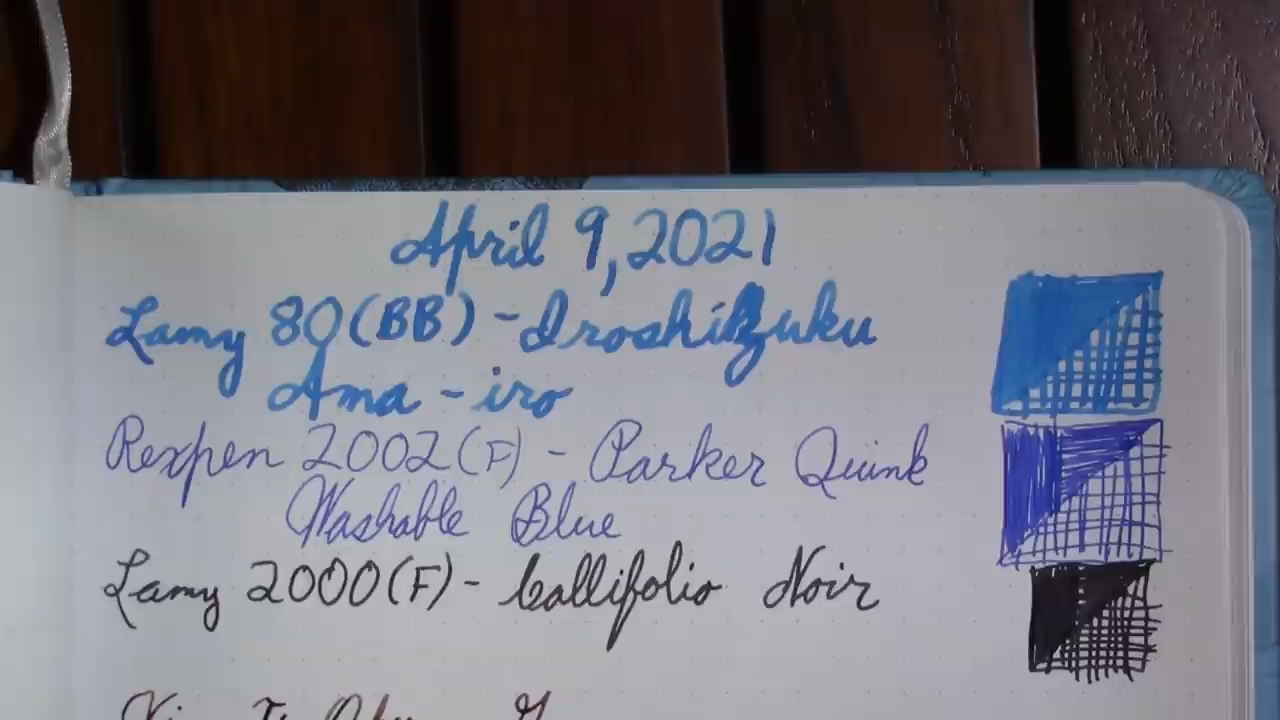 April 9, 2021
Lamy 80 (BB) - Iroshizuku
Ama - iro
Rexpen 2002 (F) - Parker Quink
Washable Blue
Lamy 2000 (F) - Callifolio Noir